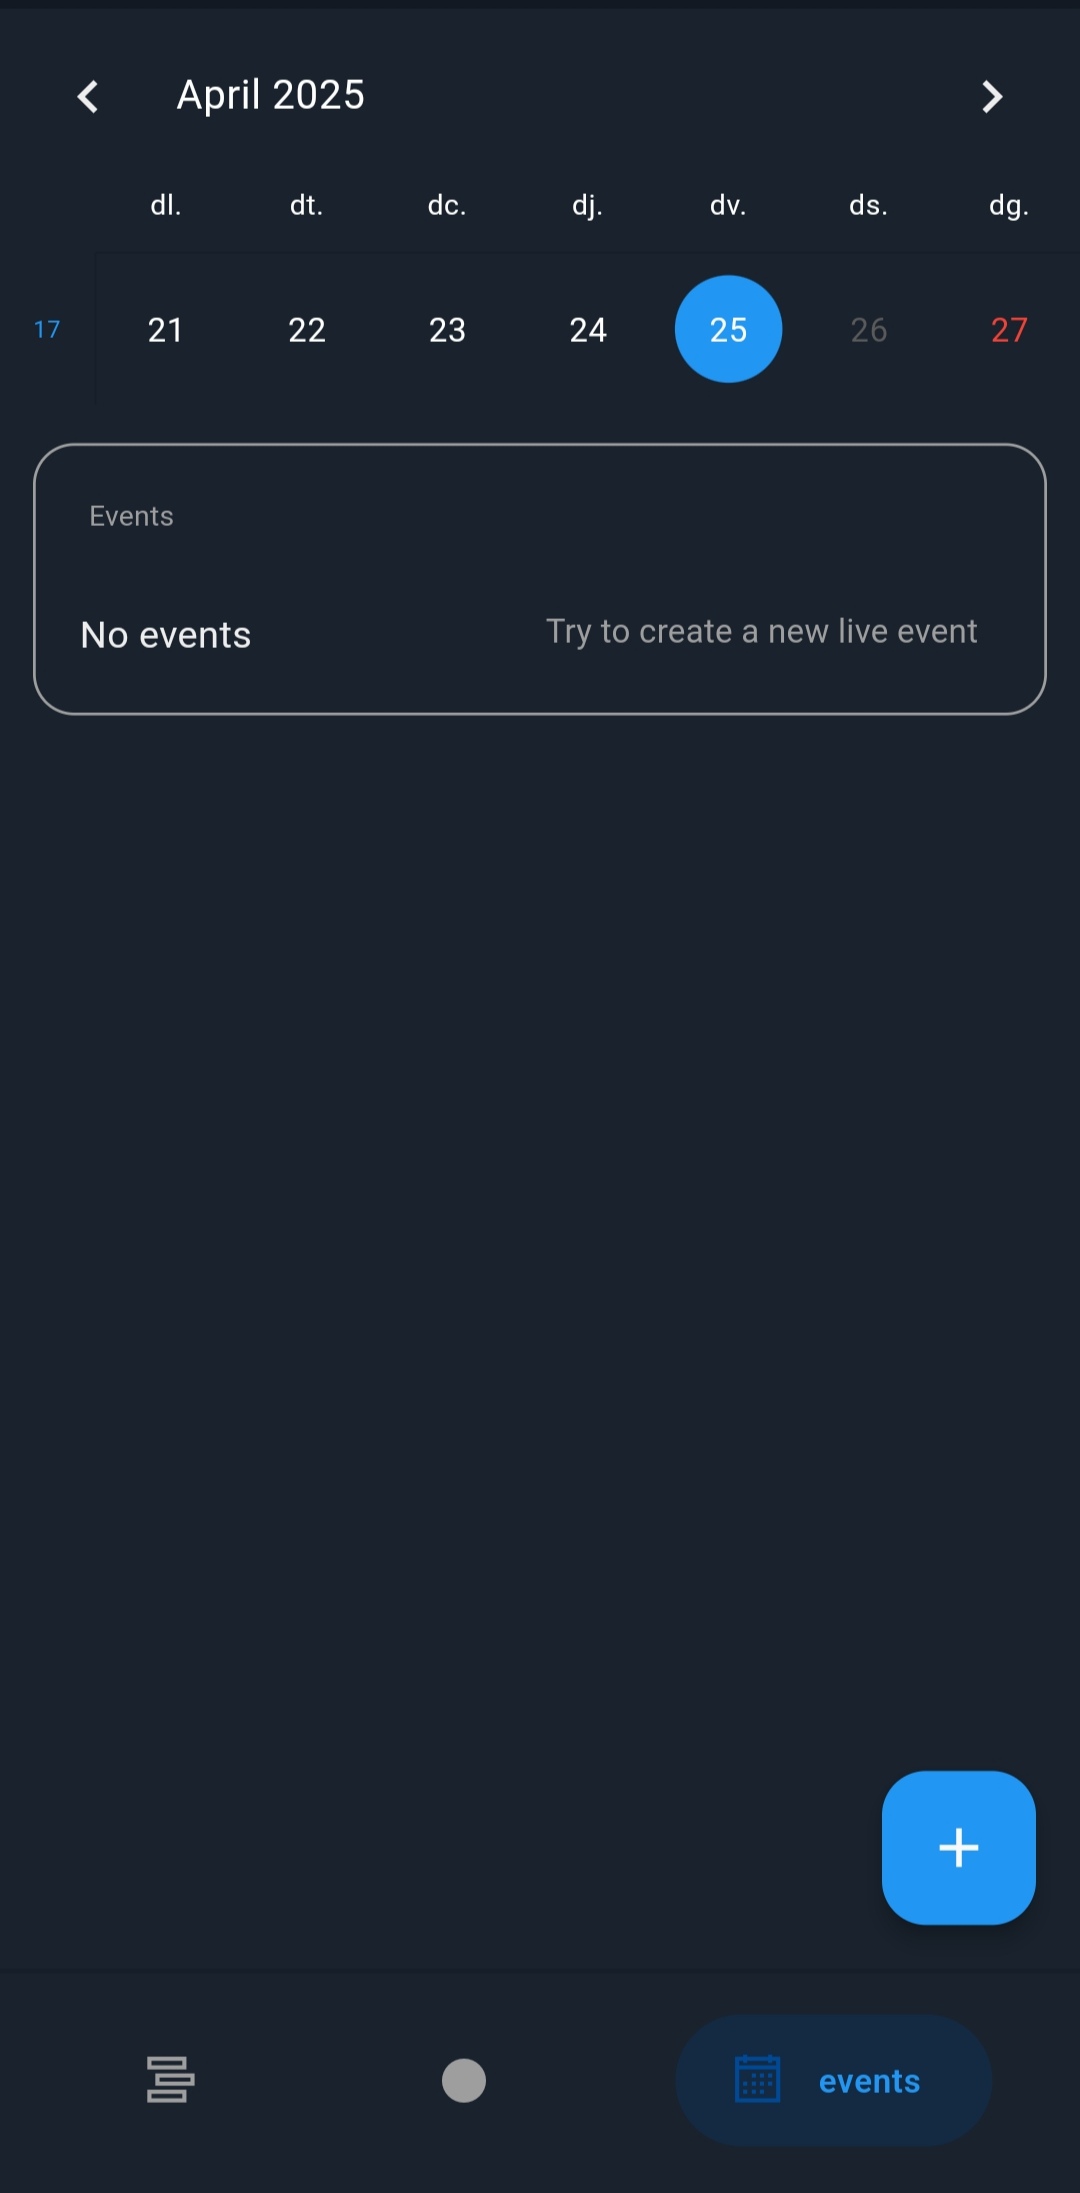 April 2025
dl. dt. dc. dj. dv. ds. dg.
17 21 22 23 24 25 26 27
Events
No events Try to create a new live event
events